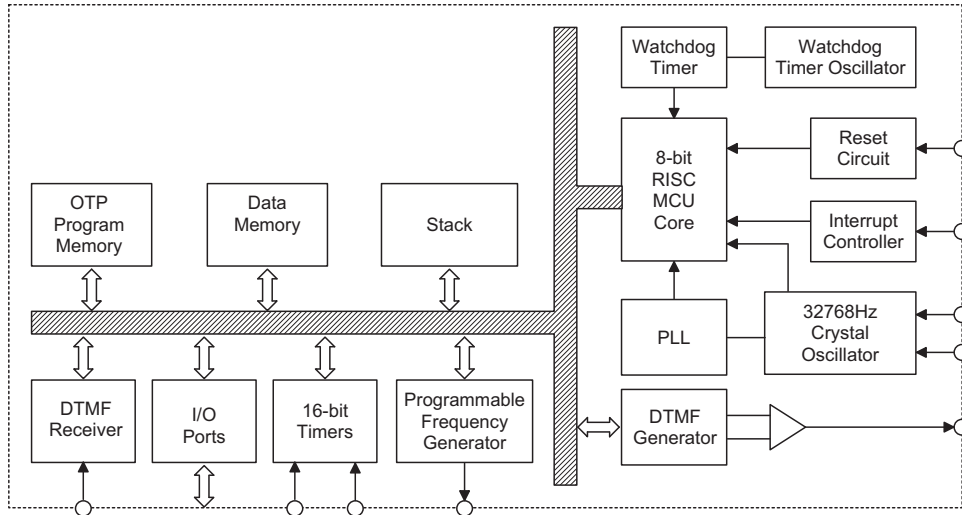 Watchdog
Timer
Watchdog
Timer Oscillator
8-bit
RISC
MCU
Core
Reset
Circuit
OTP
Program
Memory
Data
Memory
Stack
Interrupt
Controller
PLL
32768Hz
Crystal
Oscillator
DTMF
Receiver
I/O
Ports
16-bit
Timers
Programmable
Frequency
Generator
DTMF
Generator